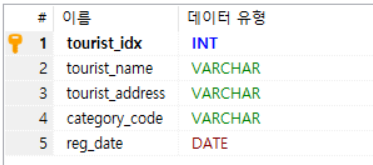 # 이름 데이터 유형
1 tourist_idx INT
2 tourist_name VARCHAR
3 tourist_address VARCHAR
4 category_code VARCHAR
5 reg_date DATE